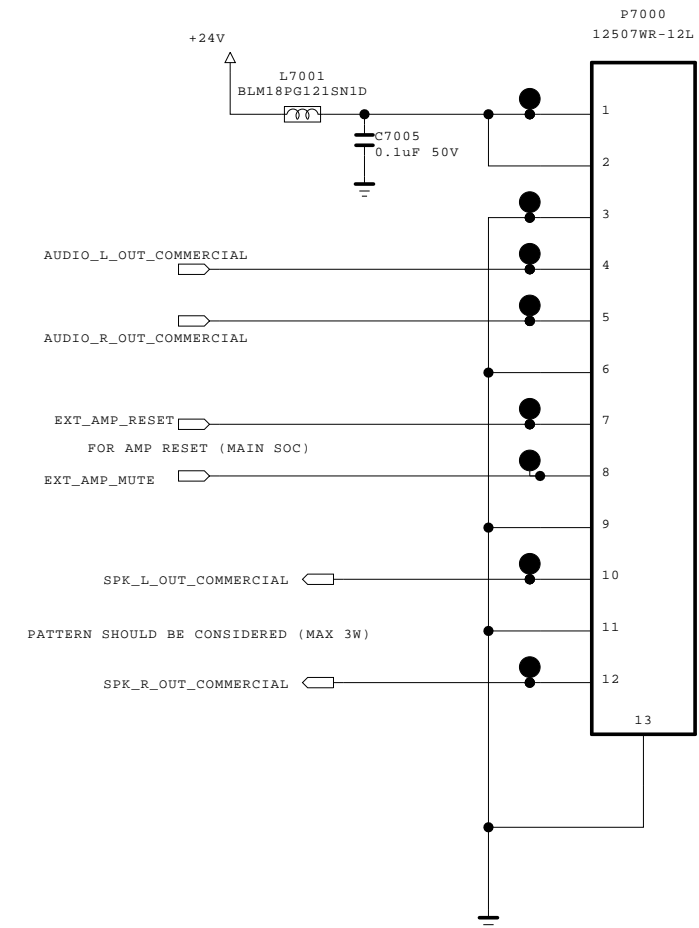 P7000
12507WR-12L
+24V
L7001
BLM18PG121SN1D
1
C7005
0.1uF 50V
2
3
AUDIO_L_OUT_COMMERCIAL
4
5
AUDIO_R_OUT_COMMERCIAL
6
EXT_AMP_RESET
7
FOR AMP RESET (MAIN SOC)
EXT_AMP_MUTE
8
9
SPK_L_OUT_COMMERCIAL
10
PATTERN SHOULD BE CONSIDERED (MAX 3W)
11
SPK_R_OUT_COMMERCIAL
12
13